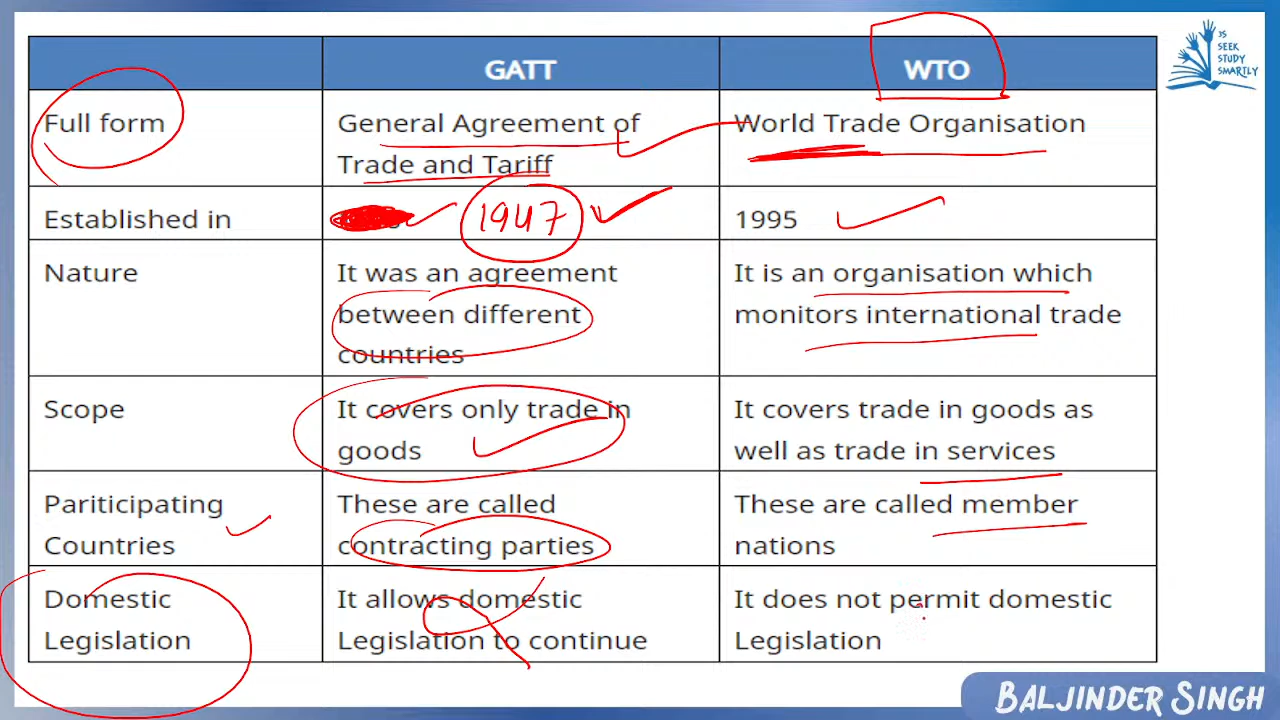 GATT
WTO
Full form
General Agreement of
Trade and Tariff
World Trade Organisation
Established in
1947
1995
Nature
It was an agreement
between different
countries
It is an organisation which
monitors international trade
Scope
It covers only trade in
goods
It covers trade in goods as
well as trade in services
Pariticipating
Countries
These are called
contracting parties
These are called member
nations
Domestic
Legislation
It allows domestic
Legislation to continue
It does not permit domestic
Legislation
3S
SEEK
STUDY
SMARTLY
BALJINDER SINGH